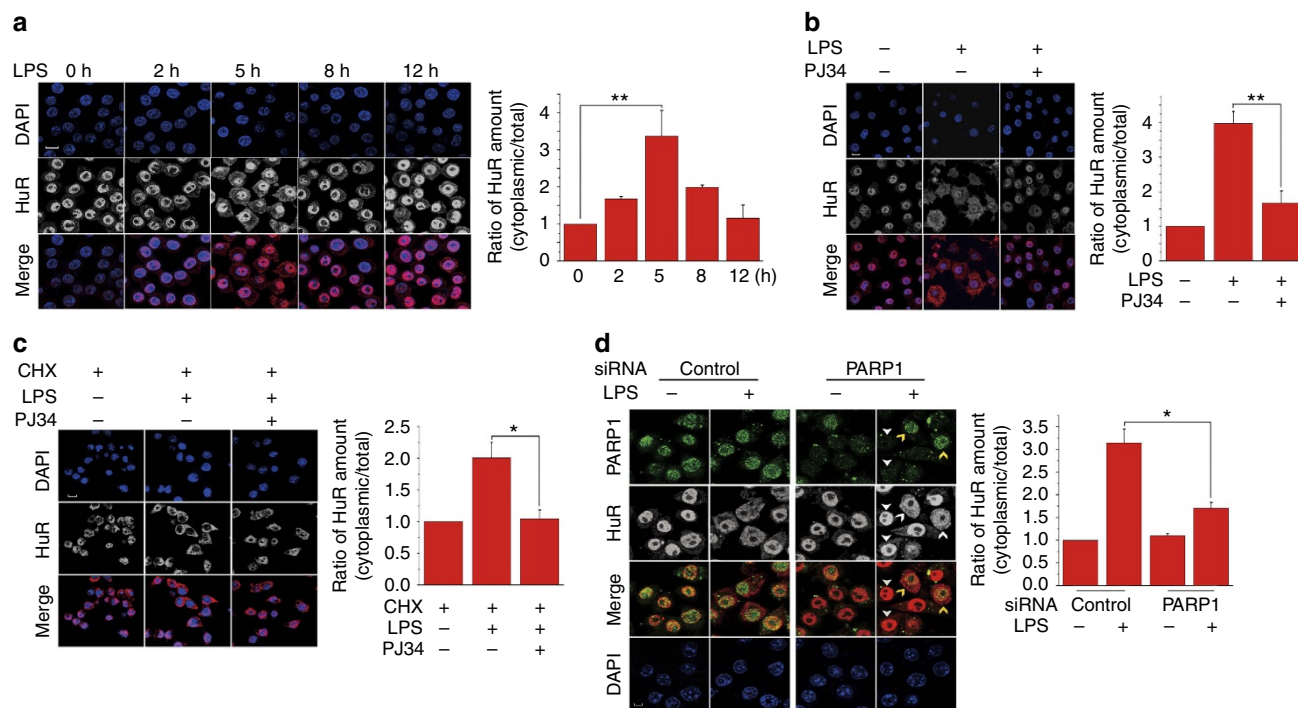 a
LPS 0 h 2 h 5 h 8 h 12 h
DAPI
HuR
Merge
Ratio of HuR amount
(cytoplasmic/total)
4
3
2
1
0
**
0 2 5 8 12 (h)
b
LPS – + +
PJ34 – – +
DAPI
HuR
Merge
Ratio of HuR amount
(cytoplasmic/total)
4
3
2
1
0
**
LPS – + +
PJ34 – – +
c
CHX + + +
LPS – + +
PJ34 – – +
DAPI
HuR
Merge
Ratio of HuR amount
(cytoplasmic/total)
2.5
2.0
1.5
1.0
0.5
0.0
*
CHX + + +
LPS – + +
PJ34 – – +
d
siRNA Control PARP1
LPS – + – +
PARP1
HuR
Merge
DAPI
Ratio of HuR amount
(cytoplasmic/total)
3.5
3.0
2.5
2.0
1.5
1.0
0.5
0.0
*
siRNA Control PARP1
LPS – + – +